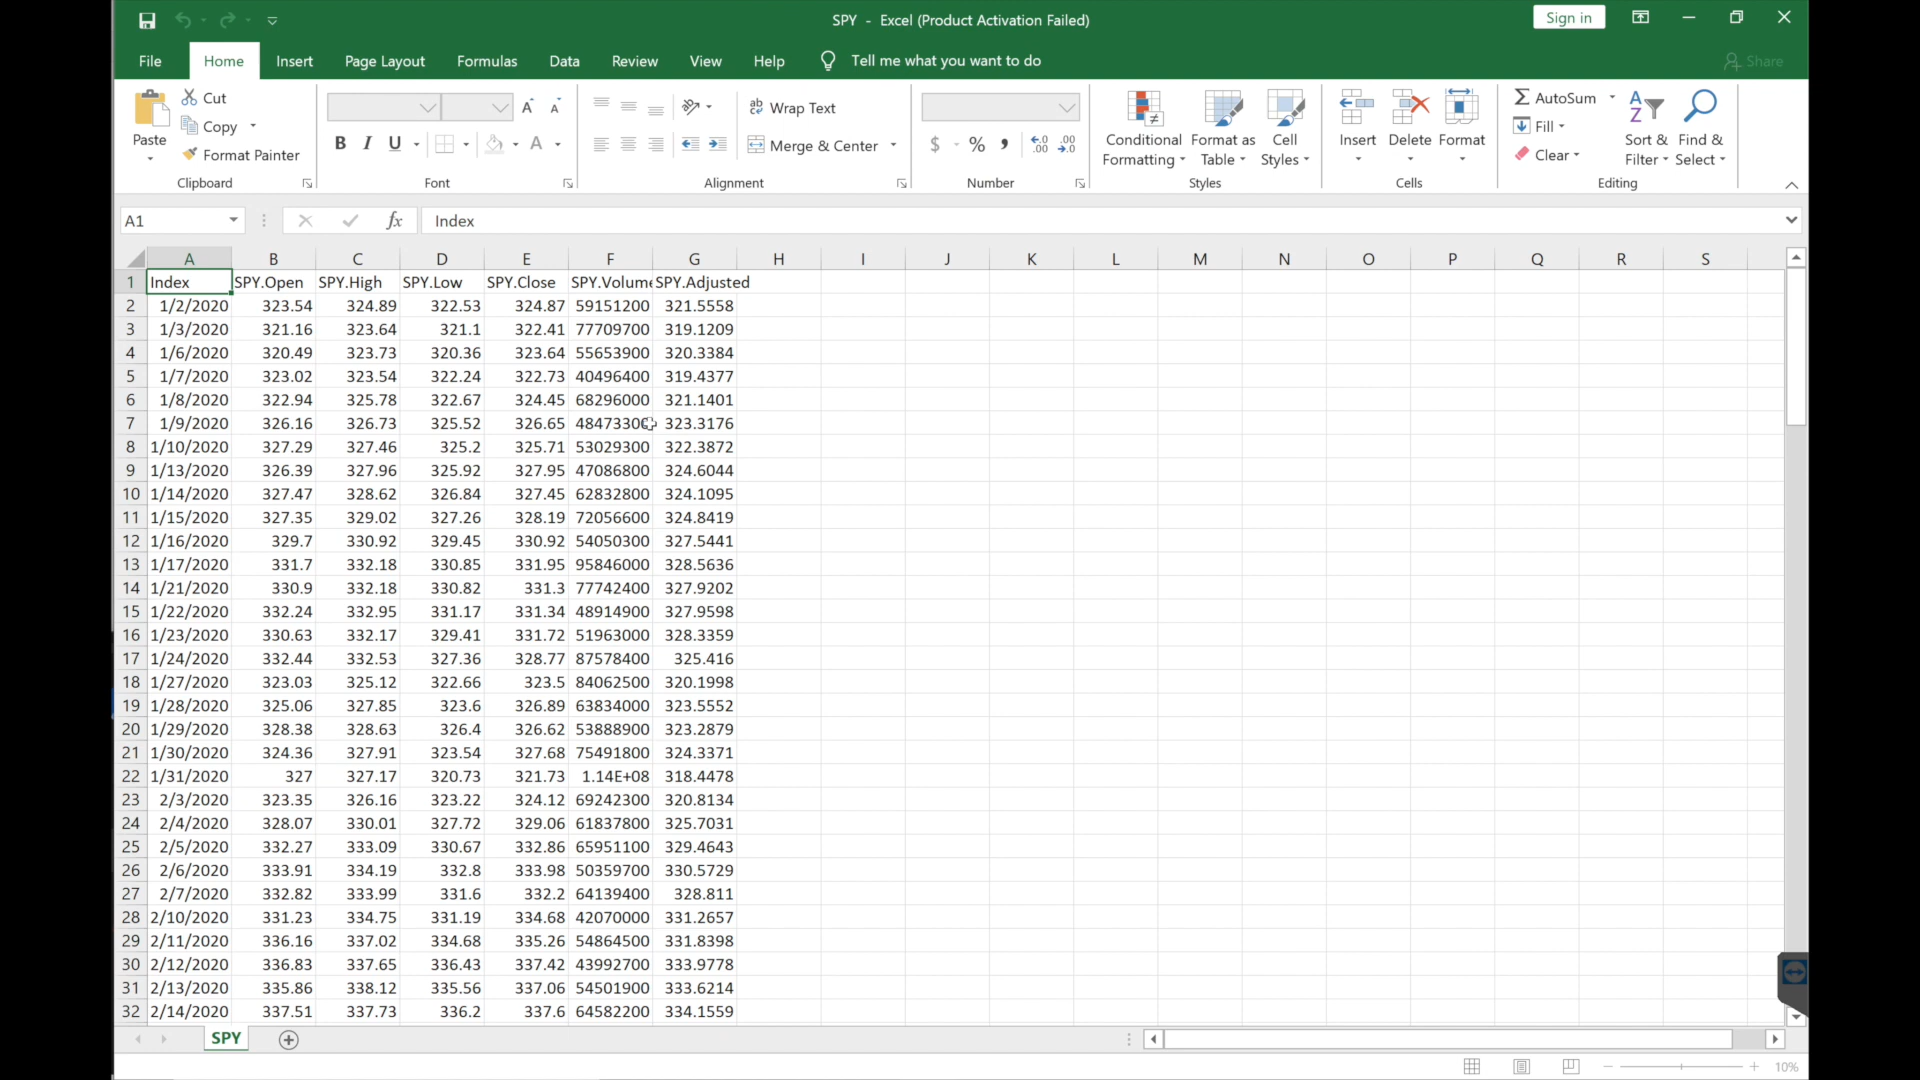 SPY - Excel (Product Activation Failed)
Sign in
File Home Insert Page Layout Formulas Data Review View Help Tell me what you want to do Share
Paste
Cut
Copy
Format Painter
Clipboard
B I U A
Font
Wrap Text
Merge & Center
Alignment
$ % ,
Number
Conditional Formatting
Format as Table
Cell Styles
Styles
Insert Delete Format
Cells
AutoSum
Fill
Clear
Sort & Filter
Find & Select
Editing
A1 fx Index
A B C D E F G H I J K L M N O P Q R S
1 Index SPY.Open SPY.High SPY.Low SPY.Close SPY.Volume SPY.Adjusted
2 1/2/2020 323.54 324.89 322.53 324.87 59151200 321.5558
3 1/3/2020 321.16 323.64 321.1 322.41 77709700 319.1209
4 1/6/2020 320.49 323.73 320.36 323.64 55653900 320.3384
5 1/7/2020 323.02 323.54 322.24 322.73 40496400 319.4377
6 1/8/2020 322.94 325.78 322.67 324.45 68296000 321.1401
7 1/9/2020 326.16 326.73 325.52 326.65 48473300 323.3176
8 1/10/2020 327.29 327.46 325.2 325.71 53029300 322.3872
9 1/13/2020 326.39 327.96 325.92 327.95 47086800 324.6044
10 1/14/2020 327.47 328.62 326.84 327.45 62832800 324.1095
11 1/15/2020 327.35 329.02 327.26 328.19 72056600 324.8419
12 1/16/2020 329.7 330.92 329.45 330.92 54050300 327.5441
13 1/17/2020 331.7 332.18 330.85 331.95 95846000 328.5636
14 1/21/2020 330.9 332.18 330.82 331.3 77742400 327.9202
15 1/22/2020 332.24 332.95 331.17 331.34 48914900 327.9598
16 1/23/2020 330.63 332.17 329.41 331.72 51963000 328.3359
17 1/24/2020 332.44 332.53 327.36 328.77 87578400 325.416
18 1/27/2020 323.03 325.12 322.66 323.5 84062500 320.1998
19 1/28/2020 325.06 327.85 323.6 326.89 63834000 323.5552
20 1/29/2020 328.38 328.63 326.4 326.62 53888900 323.2879
21 1/30/2020 324.36 327.91 323.54 327.68 75491800 324.3371
22 1/31/2020 327 327.17 320.73 321.73 1.14E+08 318.4478
23 2/3/2020 323.35 326.16 323.22 324.12 69242300 320.8134
24 2/4/2020 328.07 330.01 327.72 329.06 61837800 325.7031
25 2/5/2020 332.27 333.09 330.67 332.86 65951100 329.4643
26 2/6/2020 333.91 334.19 332.8 333.98 50359700 330.5729
27 2/7/2020 332.82 333.99 331.6 332.2 64139400 328.811
28 2/10/2020 331.23 334.75 331.19 334.68 42070000 331.2657
29 2/11/2020 336.16 337.02 334.68 335.26 54864500 331.8398
30 2/12/2020 336.83 337.65 336.43 337.42 43992700 333.9778
31 2/13/2020 335.86 338.12 335.56 337.06 54501900 333.6214
32 2/14/2020 337.51 337.73 336.2 337.6 64582200 334.1559
SPY
10%